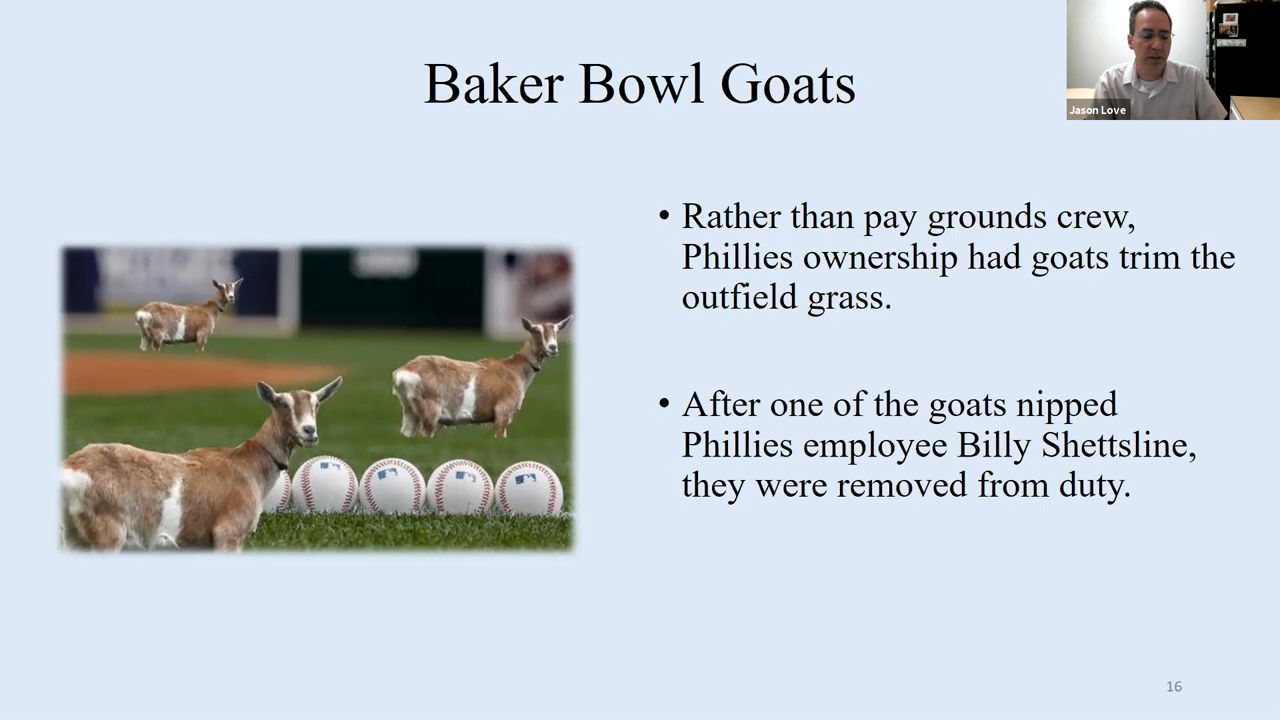 Baker Bowl Goats
Jason Love
• Rather than pay grounds crew,
Phillies ownership had goats trim the
outfield grass.
• After one of the goats nipped
Phillies employee Billy Shettsline,
they were removed from duty.
16